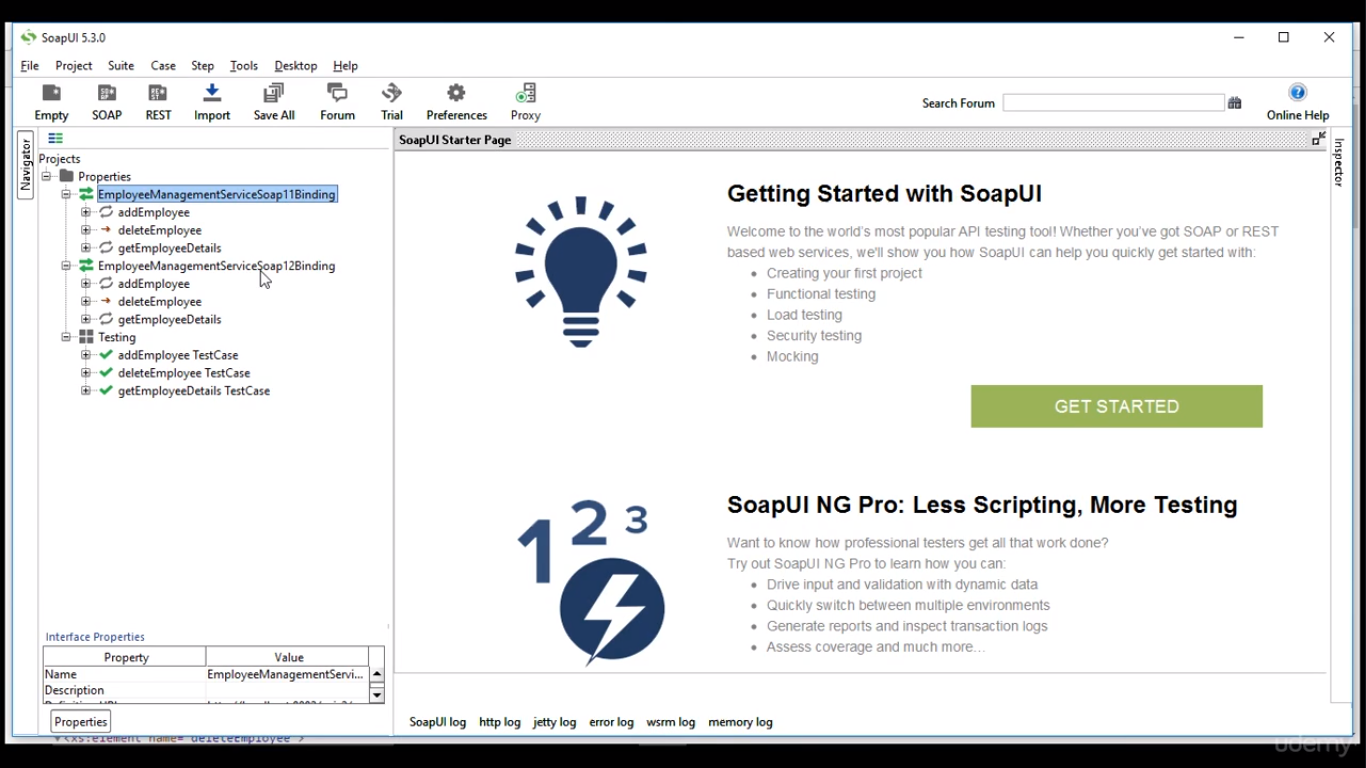 SoapUI 5.3.0
File Project Suite Case Step Tools Desktop Help
Empty SOAP REST Import Save All Forum Trial Preferences Proxy
Search Forum
Online Help
Navigator
Projects
Properties
EmployeeManagementServiceSoap11Binding
addEmployee
deleteEmployee
getEmployeeDetails
EmployeeManagementServiceSoap12Binding
addEmployee
deleteEmployee
getEmployeeDetails
Testing
addEmployee TestCase
deleteEmployee TestCase
getEmployeeDetails TestCase
Interface Properties
Property Value
Name EmployeeManagementServi...
Description
Properties
SoapUI Starter Page
Inspector
Getting Started with SoapUI
Welcome to the world's most popular API testing tool! Whether you've got SOAP or REST
based web services, we'll show you how SoapUI can help you quickly get started with:
• Creating your first project
• Functional testing
• Load testing
• Security testing
• Mocking
GET STARTED
1 2 3
SoapUI NG Pro: Less Scripting, More Testing
Want to know how professional testers get all that work done?
Try out SoapUI NG Pro to learn how you can:
• Drive input and validation with dynamic data
• Quickly switch between multiple environments
• Generate reports and inspect transaction logs
• Assess coverage and much more...
SoapUI log http log jetty log error log wsrm log memory log
udemy